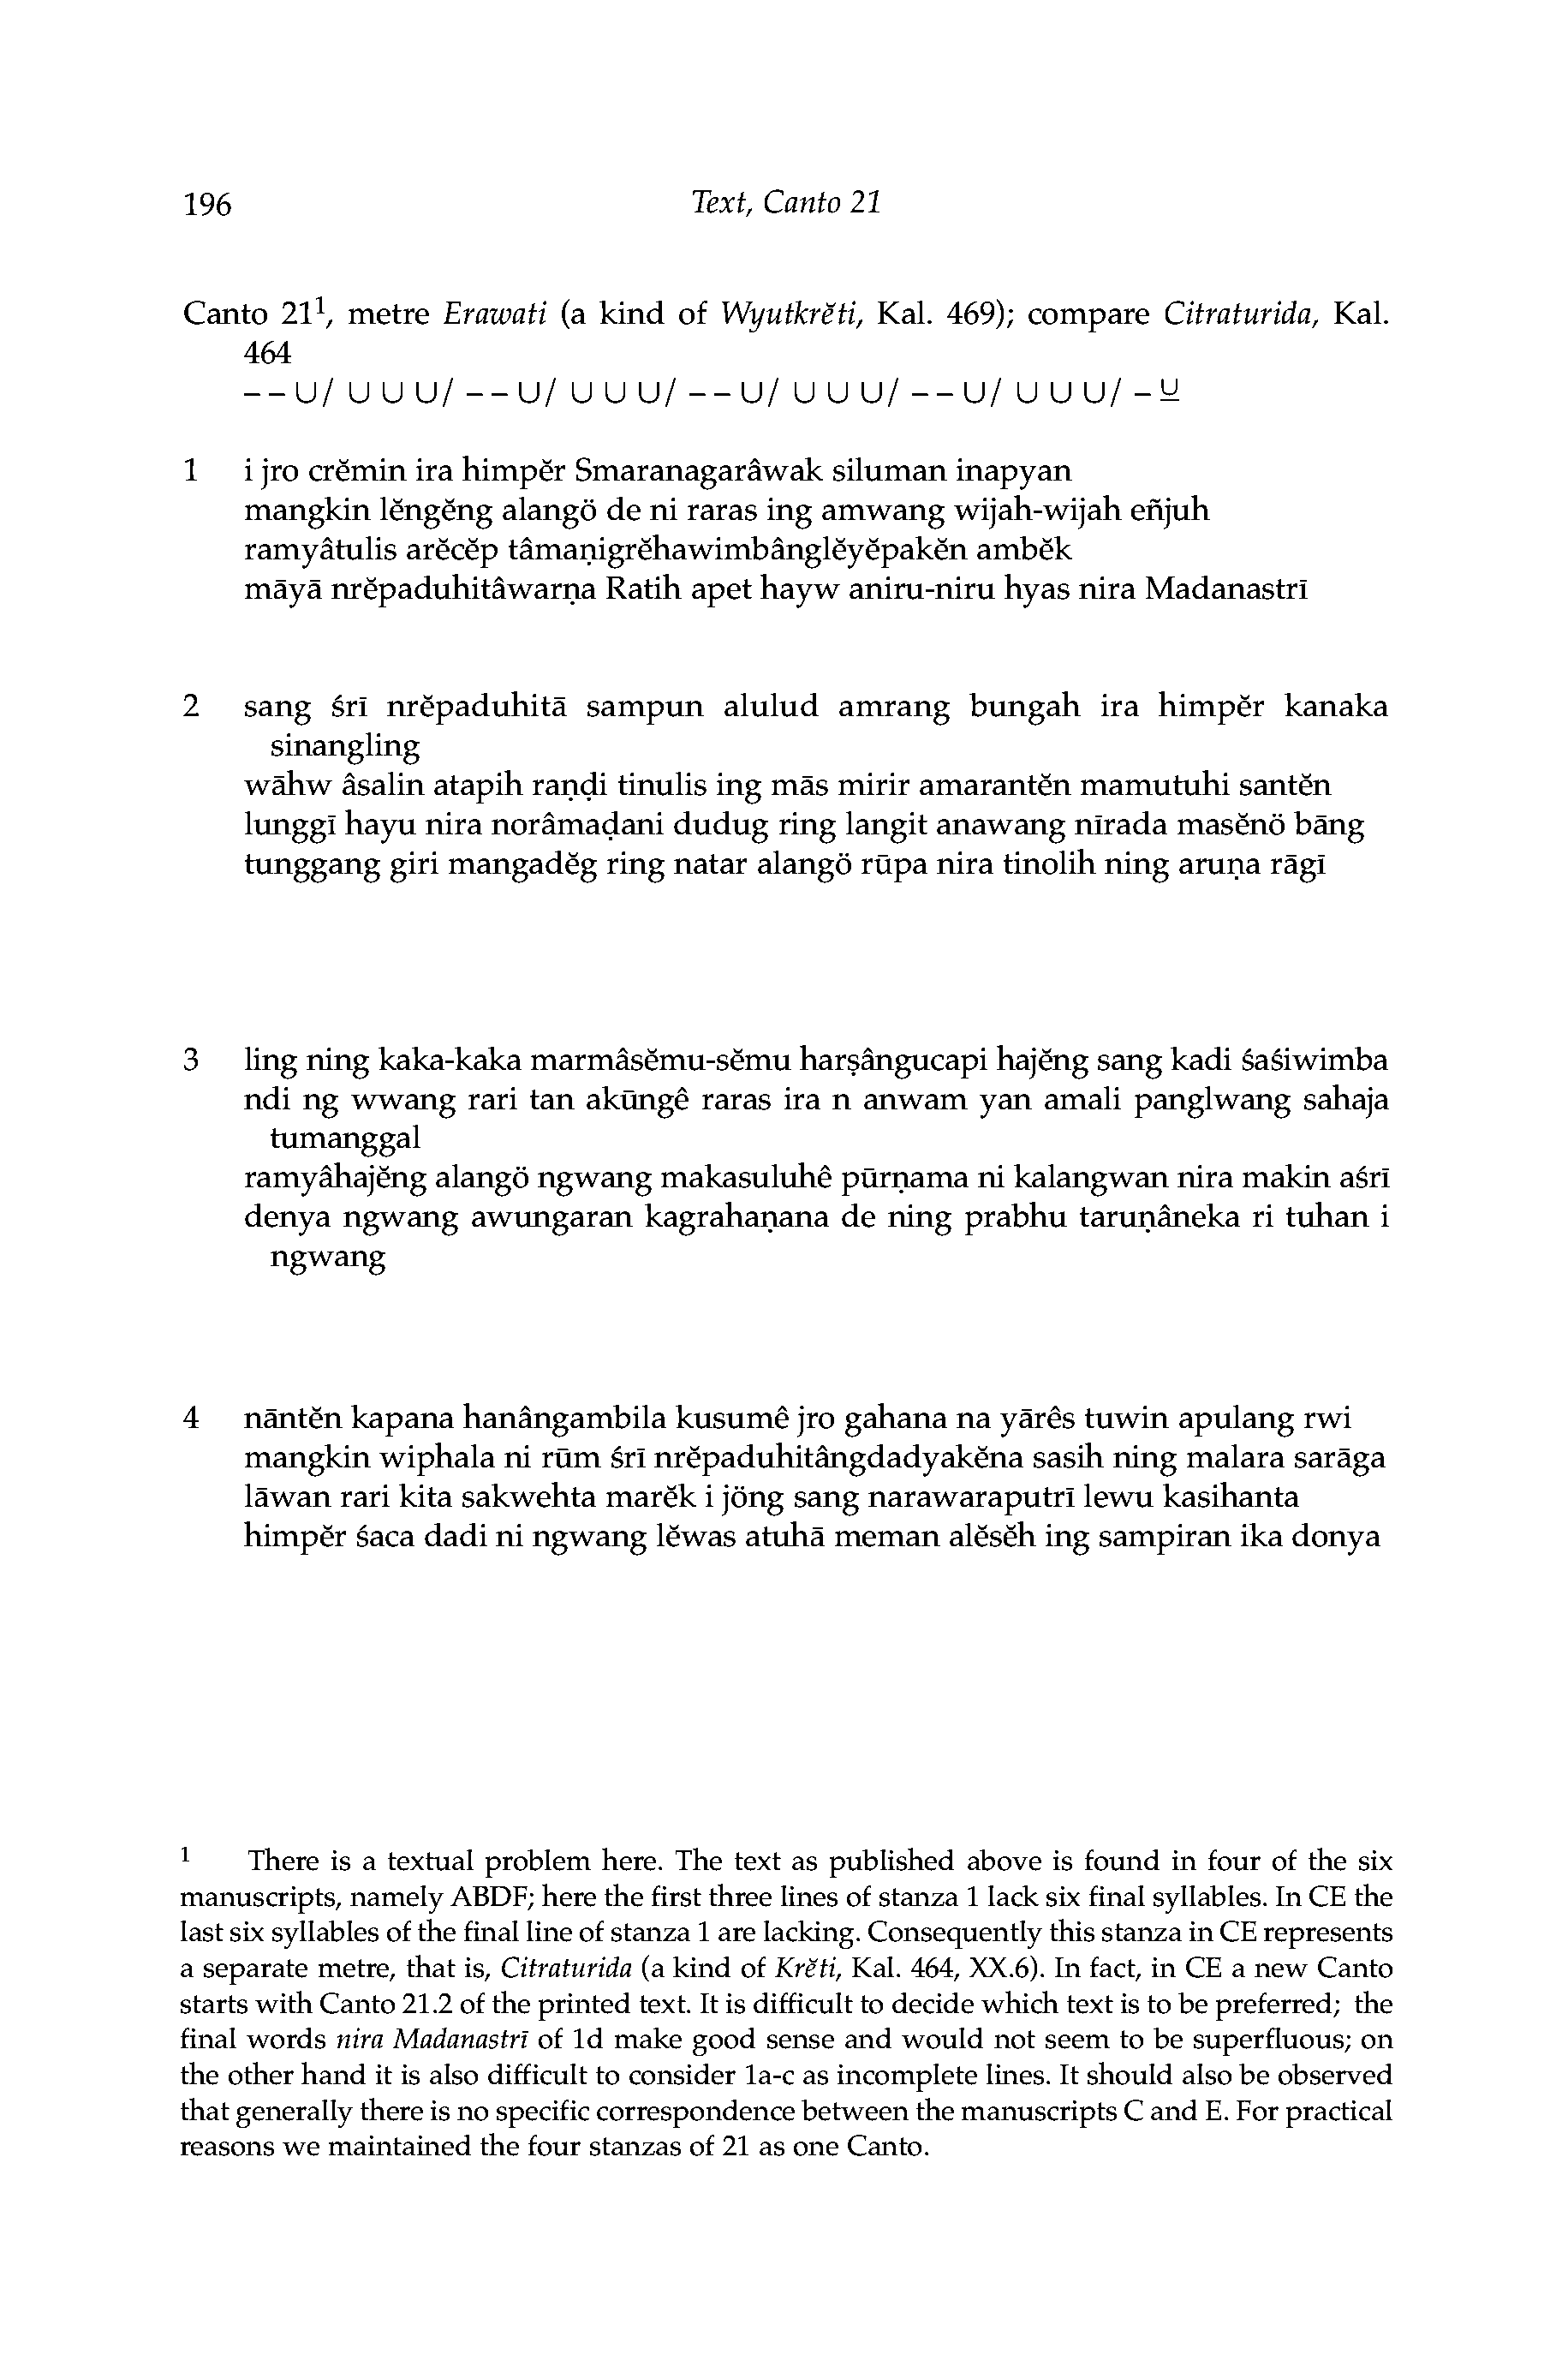 196 Text, Canto 21
Canto 21¹, metre Erawati (a kind of Wyutkrĕti, Kal. 469); compare Citraturida, Kal.
464
– – ∪/ ∪ ∪ ∪/ – – ∪/ ∪ ∪ ∪/ – – ∪/ ∪ ∪ ∪/ – – ∪/ ∪ ∪ ∪/ – ∪̲
1 i jro crĕmin ira himpĕr Smaranagarâwak siluman inapyan
mangkin lĕngĕng alangö de ni raras ing amwang wijah-wijah eñjuh
ramyâtulis arĕcĕp tâmaṇigrĕhawimbânglĕyĕpakĕn ambĕk
māyā nrĕpaduhitâwarṇa Ratih apet hayw aniru-niru hyas nira Madanastrī
2 sang śrī nrĕpaduhitā sampun alulud amrang bungah ira himpĕr kanaka
sinangling
wāhw âsalin atapih raṇḍi tinulis ing mās mirir amarantĕn mamutuhi santĕn
lunggī hayu nira norâmaḍani dudug ring langit anawang nīrada masĕnö bāng
tunggang giri mangadĕg ring natar alangö rūpa nira tinolih ning aruṇa rāgī
3 ling ning kaka-kaka marmâsĕmu-sĕmu harṣângucapi hajĕng sang kadi śaśiwimba
ndi ng wwang rari tan akūngê raras ira n anwam yan amali panglwang sahaja
tumanggal
ramyâhajĕng alangö ngwang makasuluhê pūrṇama ni kalangwan nira makin aśrī
denya ngwang awungaran kagrahaṇana de ning prabhu taruṇâneka ri tuhan i
ngwang
4 nāntĕn kapana hanângambila kusumê jro gahana na yārês tuwin apulang rwi
mangkin wiphala ni rūm śrī nrĕpaduhitângdadyakĕna sasih ning malara sarāga
lāwan rari kita sakwehta marĕk i jöng sang narawaraputrī lewu kasihanta
himpĕr śaca dadi ni ngwang lĕwas atuhā meman alĕsĕh ing sampiran ika donya
¹ There is a textual problem here. The text as published above is found in four of the six
manuscripts, namely ABDF; here the first three lines of stanza 1 lack six final syllables. In CE the
last six syllables of the final line of stanza 1 are lacking. Consequently this stanza in CE represents
a separate metre, that is, Citraturida (a kind of Krĕti, Kal. 464, XX.6). In fact, in CE a new Canto
starts with Canto 21.2 of the printed text. It is difficult to decide which text is to be preferred; the
final words nira Madanastrī of 1d make good sense and would not seem to be superfluous; on
the other hand it is also difficult to consider 1a-c as incomplete lines. It should also be observed
that generally there is no specific correspondence between the manuscripts C and E. For practical
reasons we maintained the four stanzas of 21 as one Canto.